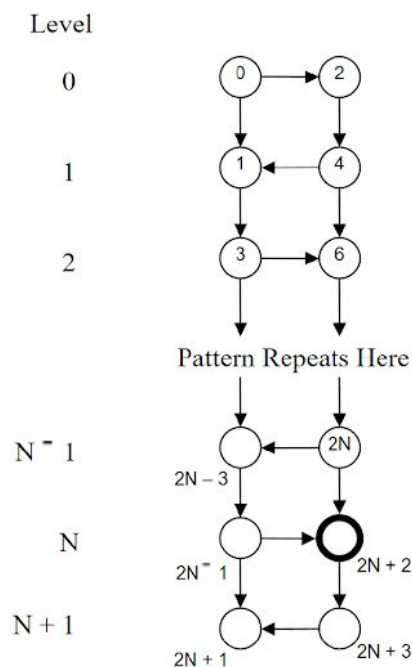 Level
0 0 2
1 1 4
2 3 6
Pattern Repeats Here
N - 1 2N
2N – 3
N
2N - 1 2N + 2
N + 1
2N + 1 2N + 3